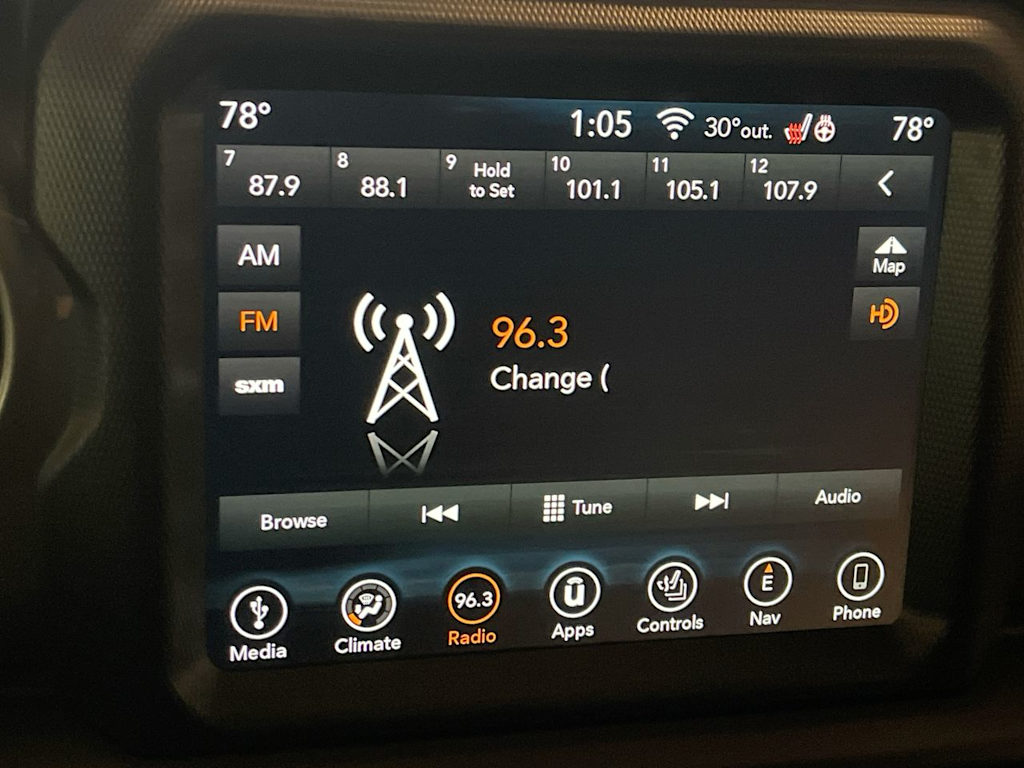 78° 1:05 30°out. 78°
7 87.9 8 88.1 9 Hold to Set 10 101.1 11 105.1 12 107.9
AM
Map
FM
HD
96.3
Change (
sxm
Browse Tune Audio
96.3 u E
Media Climate Radio Apps Controls Nav Phone